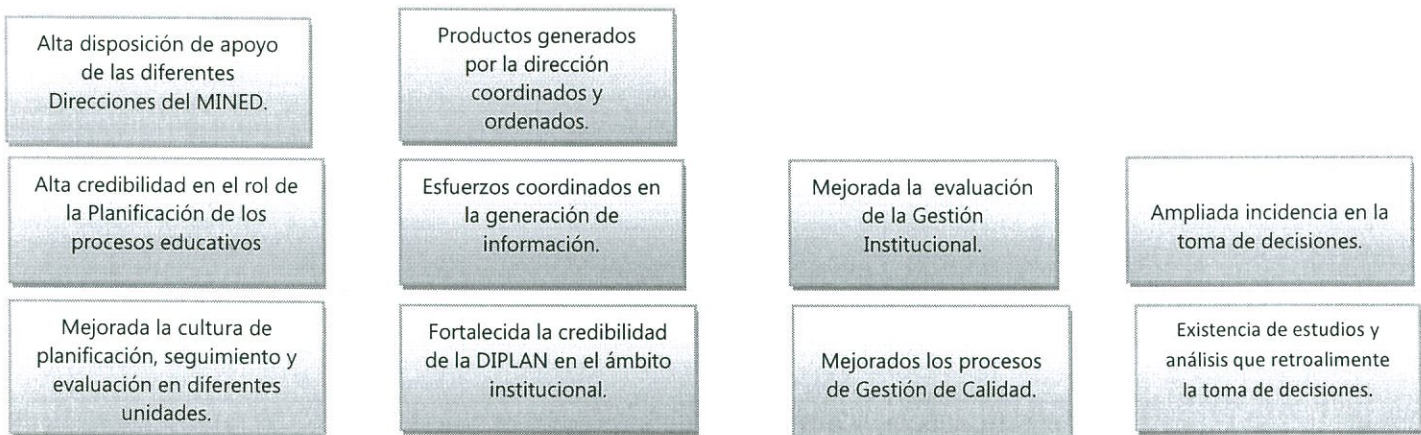 Alta disposición de apoyo
de las diferentes
Direcciones del MINED.
Productos generados
por la dirección
coordinados y
ordenados.
Alta credibilidad en el rol de
la Planificación de los
procesos educativos
Esfuerzos coordinados en
la generación de
información.
Mejorada la evaluación
de la Gestión
Institucional.
Ampliada incidencia en la
toma de decisiones.
Mejorada la cultura de
planificación, seguimiento y
evaluación en diferentes
unidades.
Fortalecida la credibilidad
de la DIPLAN en el ámbito
institucional.
Mejorados los procesos
de Gestión de Calidad.
Existencia de estudios y
análisis que retroalimente
la toma de decisiones.